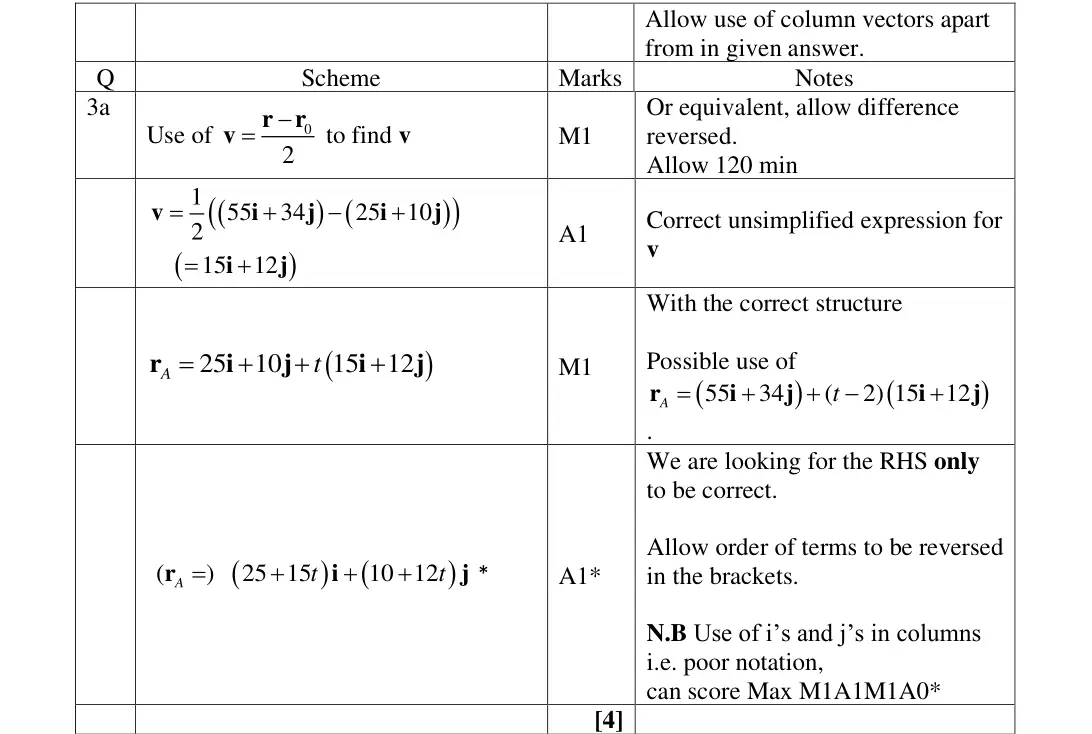 Allow use of column vectors apart
from in given answer.
Q Scheme Marks Notes
3a
Use of v = (r − r₀)/2 to find v
M1
Or equivalent, allow difference
reversed.
Allow 120 min
v = 1/2((55i + 34j) − (25i + 10j))
(= 15i + 12j)
A1
Correct unsimplified expression for
v
r_A = 25i + 10j + t(15i + 12j)
M1
With the correct structure
Possible use of
r_A = (55i + 34j) + (t − 2)(15i + 12j)
.
(r_A =) (25 + 15t)i + (10 + 12t)j *
A1*
We are looking for the RHS only
to be correct.
Allow order of terms to be reversed
in the brackets.
N.B Use of i’s and j’s in columns
i.e. poor notation,
can score Max M1A1M1A0*
[4]